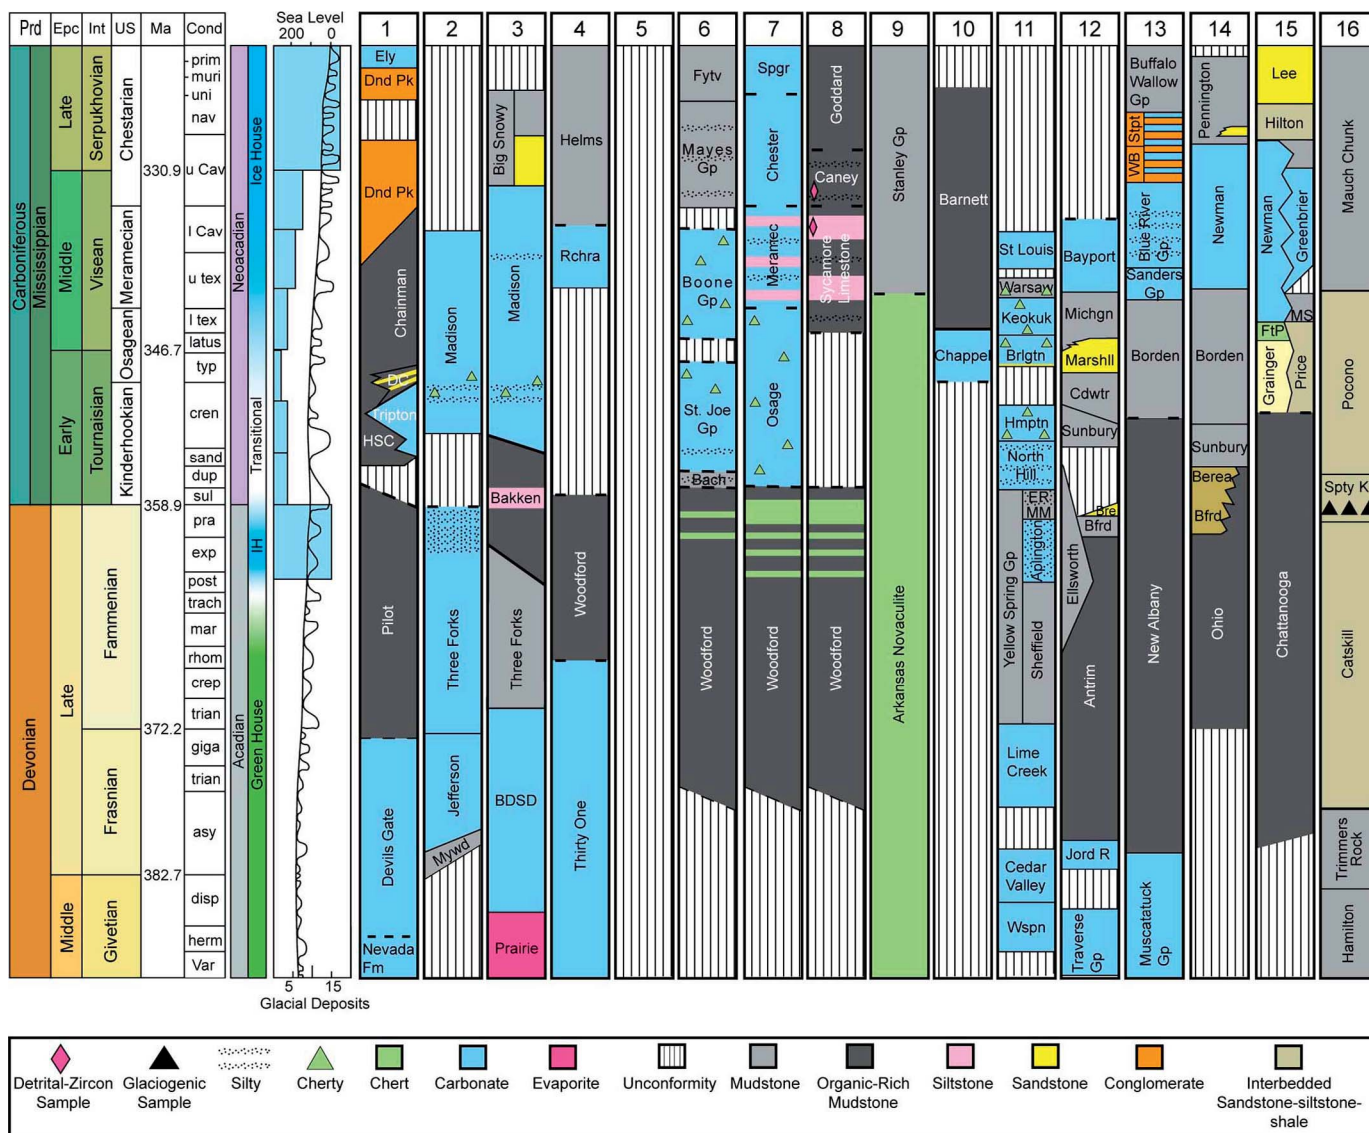 Prd Epc Int US Ma Cond Sea Level
200 0
1 2 3 4 5 6 7 8 9 10 11 12 13 14 15 16
Carboniferous
Mississippian
Devonian
Late
Middle
Early
Late
Middle
Serpukhovian
Visean
Tournaisian
Fammenian
Frasnian
Givetian
Chestarian
Meramecian
Osagean
Kinderhookian
330.9
346.7
358.9
372.2
382.7
prim
muri
uni
nav
u Cav
l Cav
u tex
l tex
latus
typ
cren
sand
dup
sul
pra
exp
post
trach
mar
rhom
crep
trian
giga
trian
asy
disp
herm
Var
Neoacadian
Acadian
Ice House
Transitional
IH
Green House
5 15
Glacial Deposits
Ely
Dnd Pk
Dnd Pk
Chainman
DC
Tripton
HSC
Pilot
Devils Gate
Nevada
Fm
Madison
Three Forks
Jefferson
Mywd
Big Snowy
Madison
Bakken
Three Forks
BDSD
Prairie
Helms
Rchra
Woodford
Thirty One
Fytv
Mayes
Gp
Boone
Gp
St. Joe
Gp
Bach
Woodford
Spgr
Chester
Meramec
Osage
Woodford
Goddard
Caney
Sycamore
Limestone
Woodford
Stanley Gp
Arkansas Novaculite
Barnett
Chappel
St Louis
Warsaw
Keokuk
Brlgtn
Hmptn
North
Hill
ER
MM
Aplington
Yellow Spring Gp
Sheffield
Lime
Creek
Cedar
Valley
Wspn
Bayport
Michgn
Marshll
Cdwtr
Sunbury
Bre
Bfrd
Ellsworth
Antrim
Jord R
Traverse
Gp
Buffalo
Wallow
Gp
Stpt
WB
Blue River
Gp
Sanders
Gp
Borden
New Albany
Muscatatuck
Gp
Pennington
Newman
Borden
Sunbury
Berea
Bfrd
Ohio
Lee
Hilton
Newman
Greenbrier
MS
FtP
Grainger
Price
Chattanooga
Mauch Chunk
Pocono
Spty K
Catskill
Trimmers
Rock
Hamilton
Detrital-Zircon
Sample
Glaciogenic
Sample
Silty
Cherty
Chert
Carbonate
Evaporite
Unconformity
Mudstone
Organic-Rich
Mudstone
Siltstone
Sandstone
Conglomerate
Interbedded
Sandstone-siltstone-
shale